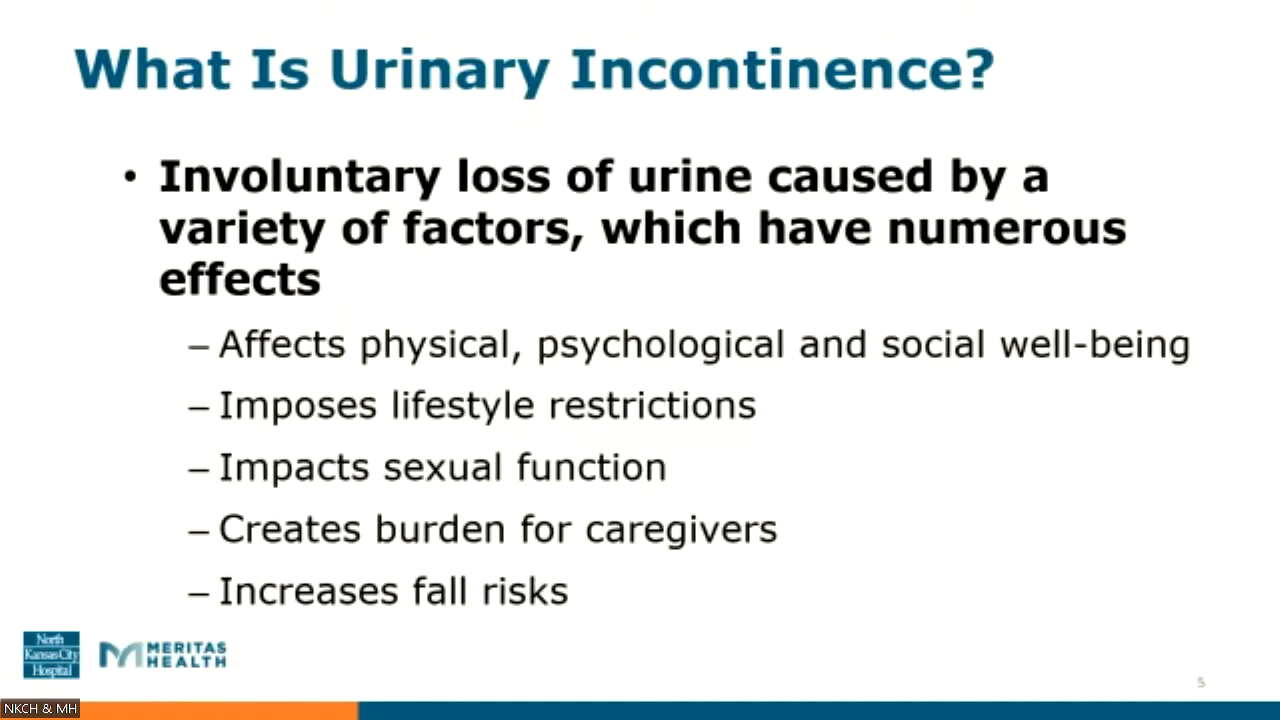 What Is Urinary Incontinence?
• Involuntary loss of urine caused by a
variety of factors, which have numerous
effects
– Affects physical, psychological and social well-being
– Imposes lifestyle restrictions
– Impacts sexual function
– Creates burden for caregivers
– Increases fall risks
North
Kansas City
Hospital
MERITAS
HEALTH
5
NKCH & MH